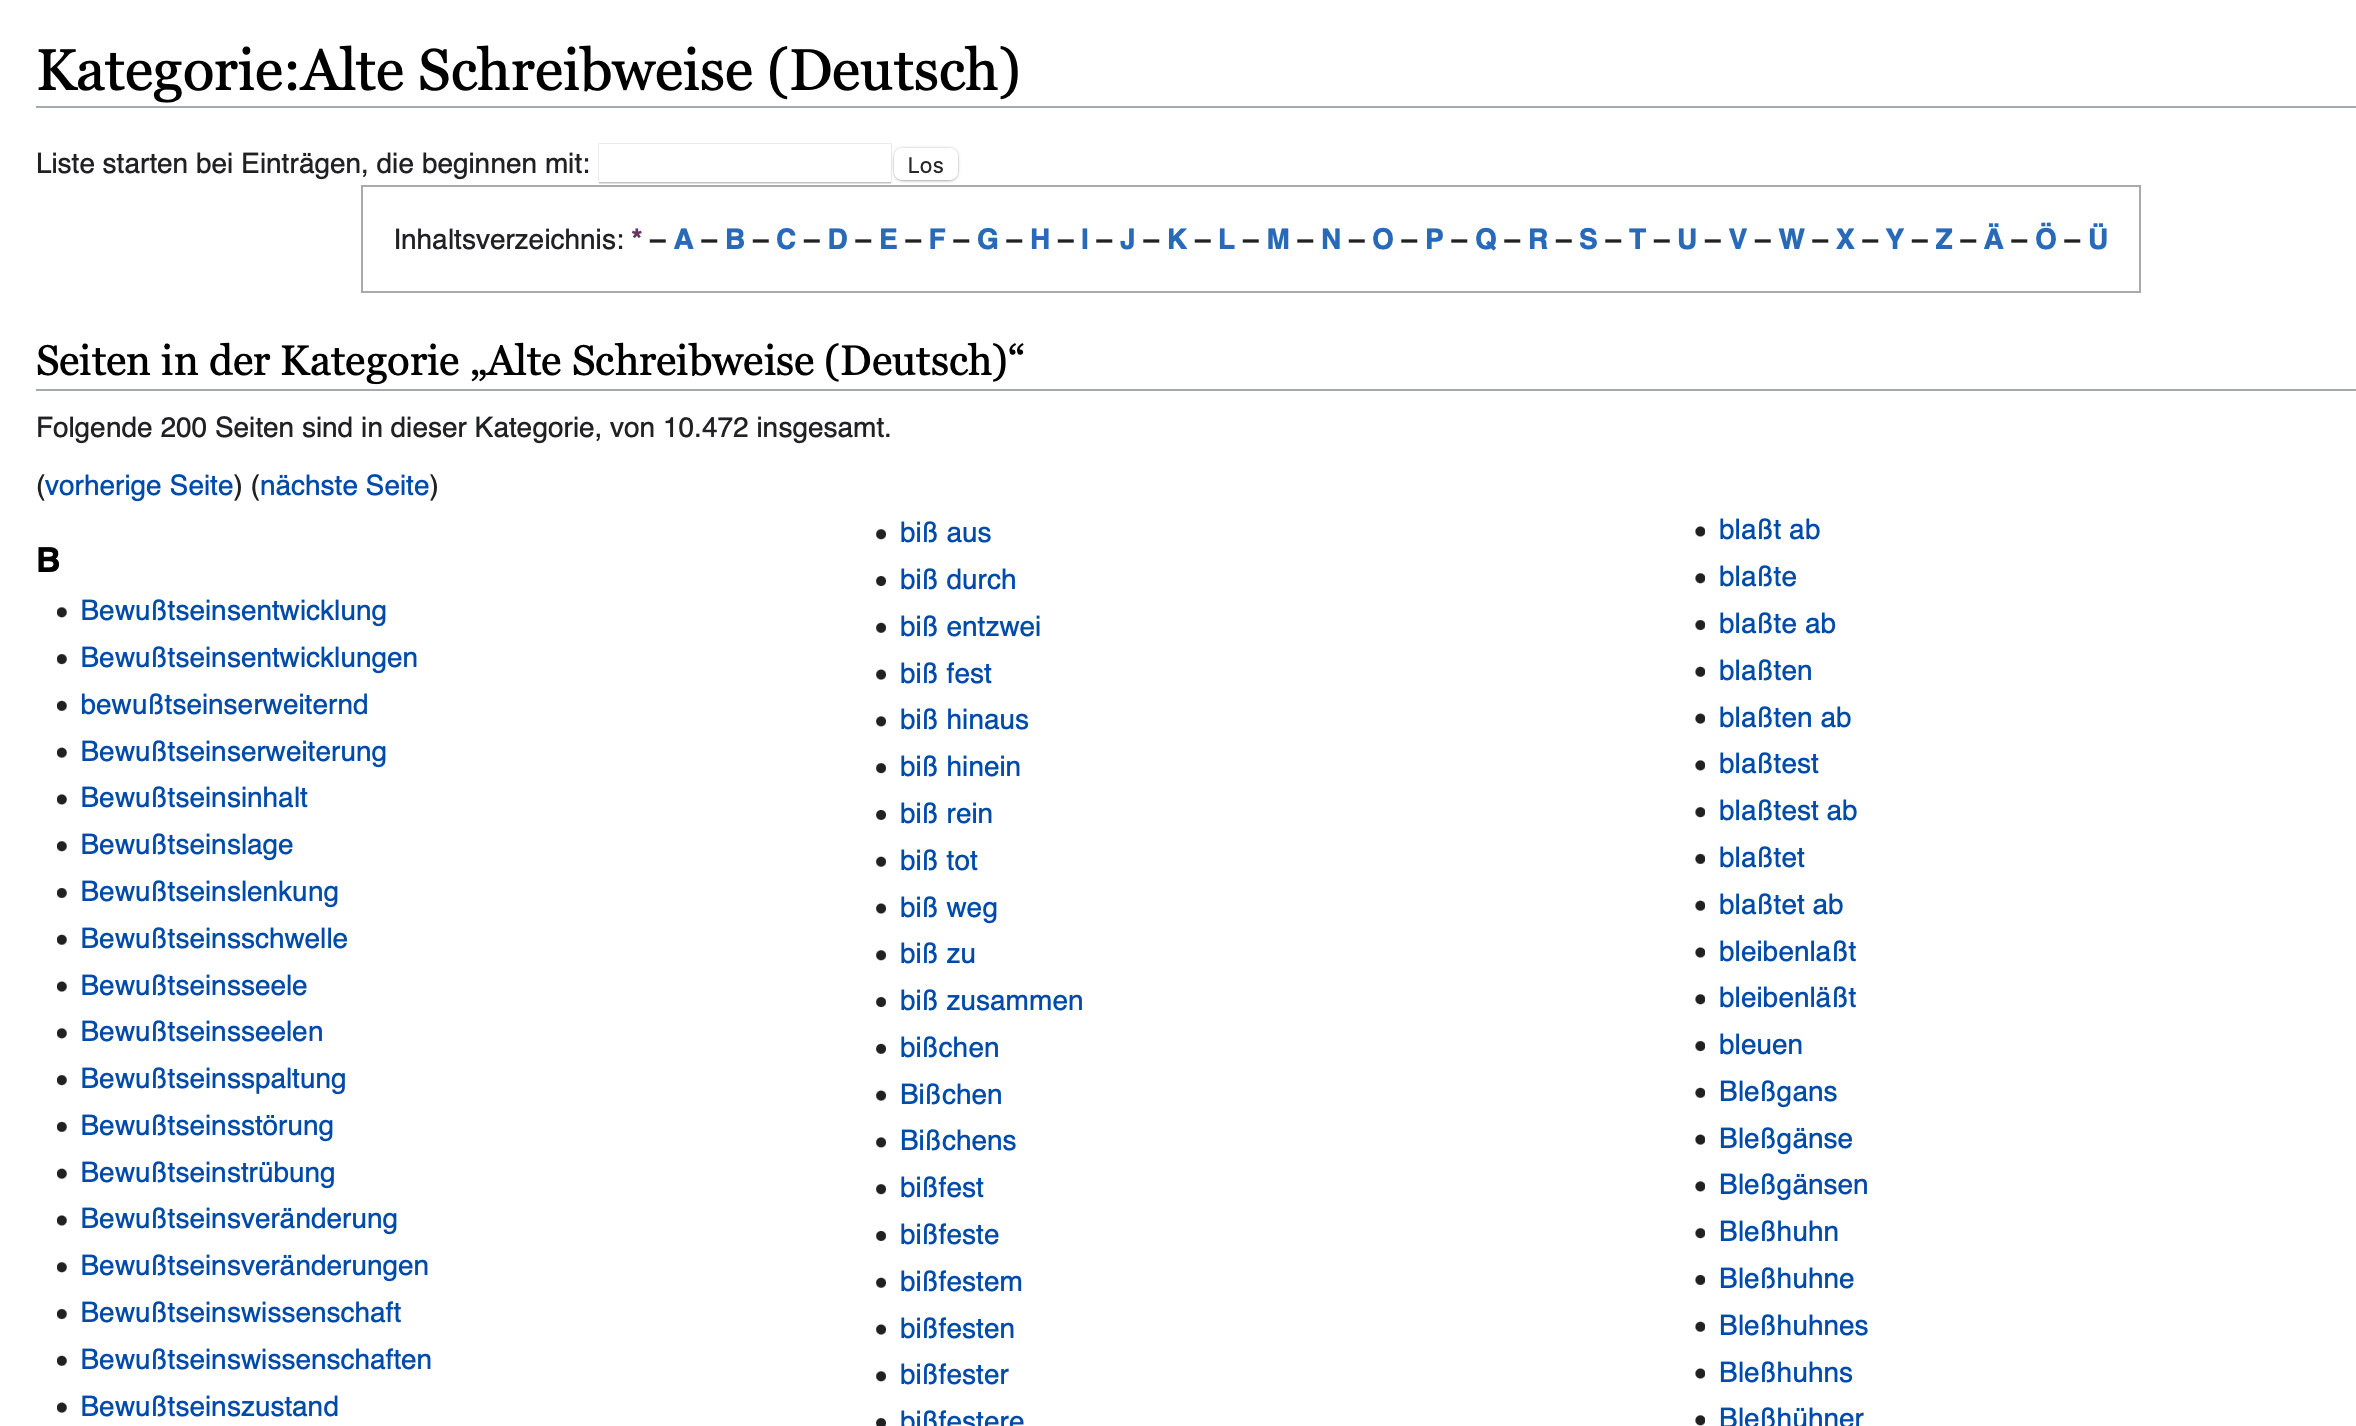 Kategorie:Alte Schreibweise (Deutsch)
Liste starten bei Einträgen, die beginnen mit: Los
Inhaltsverzeichnis: * – A – B – C – D – E – F – G – H – I – J – K – L – M – N – O – P – Q – R – S – T – U – V – W – X – Y – Z – Ä – Ö – Ü
Seiten in der Kategorie „Alte Schreibweise (Deutsch)“
Folgende 200 Seiten sind in dieser Kategorie, von 10.472 insgesamt.
(vorherige Seite) (nächste Seite)
B
Bewußtseinsentwicklung
Bewußtseinsentwicklungen
bewußtseinserweiternd
Bewußtseinserweiterung
Bewußtseinsinhalt
Bewußtseinslage
Bewußtseinslenkung
Bewußtseinsschwelle
Bewußtseinsseele
Bewußtseinsseelen
Bewußtseinsspaltung
Bewußtseinsstörung
Bewußtseinstrübung
Bewußtseinsveränderung
Bewußtseinsveränderungen
Bewußtseinswissenschaft
Bewußtseinswissenschaften
Bewußtseinszustand
biß aus
biß durch
biß entzwei
biß fest
biß hinaus
biß hinein
biß rein
biß tot
biß weg
biß zu
biß zusammen
bißchen
Bißchen
Bißchens
bißfest
bißfeste
bißfestem
bißfesten
bißfester
bißfestere
blaßt ab
blaßte
blaßte ab
blaßten
blaßten ab
blaßtest
blaßtest ab
blaßtet
blaßtet ab
bleibenlaßt
bleibenläßt
bleuen
Bleßgans
Bleßgänse
Bleßgänsen
Bleßhuhn
Bleßhuhne
Bleßhuhnes
Bleßhuhns
Bleßhühner